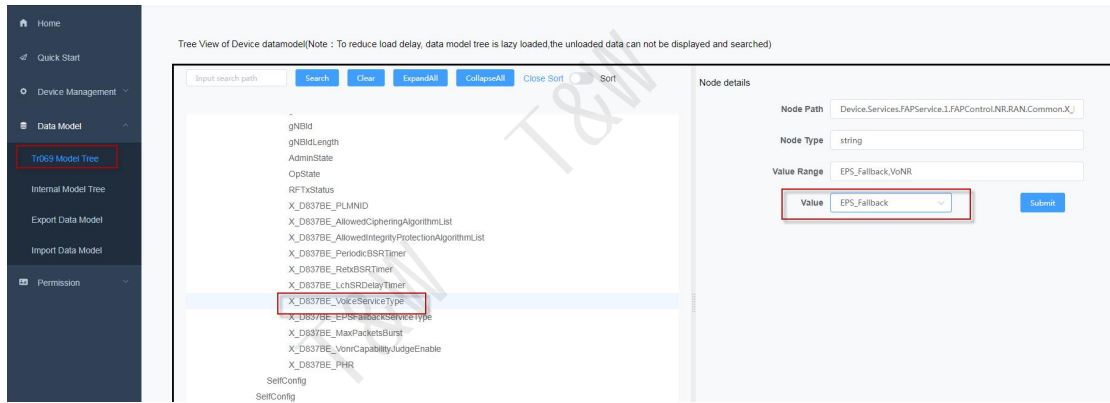 Home
Quick Start
Device Management
Data Model
Tr069 Model Tree
Internal Model Tree
Export Data Model
Import Data Model
Permission
Tree View of Device datamodel(Note : To reduce load delay, data model tree is lazy loaded,the unloaded data can not be displayed and searched)
Input search path
Search
Clear
ExpandAll
CollapseAll
Close Sort
Sort
gNBId
gNBIdLength
AdminState
OpState
RFTxStatus
X_D837BE_PLMNID
X_D837BE_AllowedCipheringAlgorithmList
X_D837BE_AllowedIntegrityProtectionAlgorithmList
X_D837BE_PeriodicBSRTimer
X_D837BE_RetxBSRTimer
X_D837BE_LchSRDelayTimer
X_D837BE_VoiceServiceType
X_D837BE_EPSFallbackServiceType
X_D837BE_MaxPacketsBurst
X_D837BE_VonrCapabilityJudgeEnable
X_D837BE_PHR
SelfConfig
SelfConfig
Node details
Node Path
Device.Services.FAPService.1.FAPControl.NR.RAN.Common.X_
Node Type
string
Value Range
EPS_Fallback,VoNR
Value
EPS_Fallback
Submit
T&W
T&W